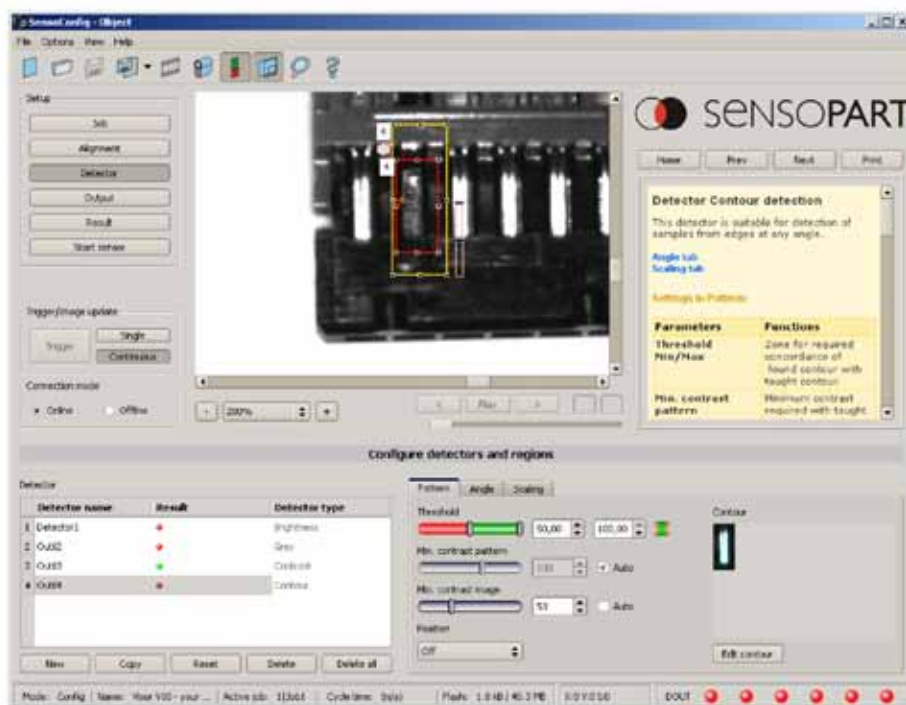 SensoConfig - Object
File Options View Help
Setup
Job
Alignment
Detector
Output
Result
Start sensor
Trigger/Image update
Trigger
Single
Continuous
Connection mode
Online Offline
- 200% +
< Play >
SENSOPART
Home Prev Next Print
Detector Contour detection
This detector is suitable for detection of
samples from edges at any angle.
Angle tab
Scaling tab
Settings in Pattern
Parameters Functions
Threshold Zone for required
Min/Max concordance of
found contour with
taught contour
Min. contrast Minimum contrast
pattern required with taught
Configure detectors and regions
Detector
Detector name Result Detector type
1 Detector1 Brightness
2 Grey
3 Contrast
4 Contour
New Copy Reset Delete Delete all
Pattern Angle Scaling
Threshold
50,00 100,00
Min. contrast pattern
Auto
Min. contrast image
53 Auto
Position
Off
Contour
Edit contour
Mode: Config Name: Your V10 - your ... Active job: Cycle time: Flash: DOUT